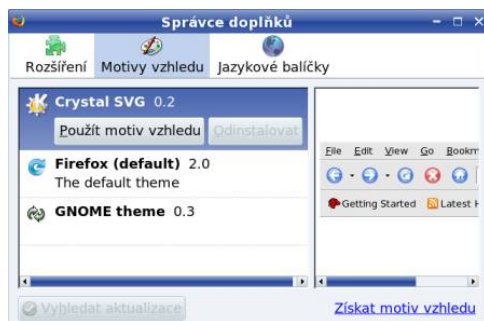 Správce doplňků
Rozšíření Motivy vzhledu Jazykové balíčky
Crystal SVG 0.2
Použít motiv vzhledu Odinstalovat
Firefox (default) 2.0
The default theme
GNOME theme 0.3
File Edit View Go Bookm
Getting Started Latest H
Vyhledat aktualizace
Získat motiv vzhledu